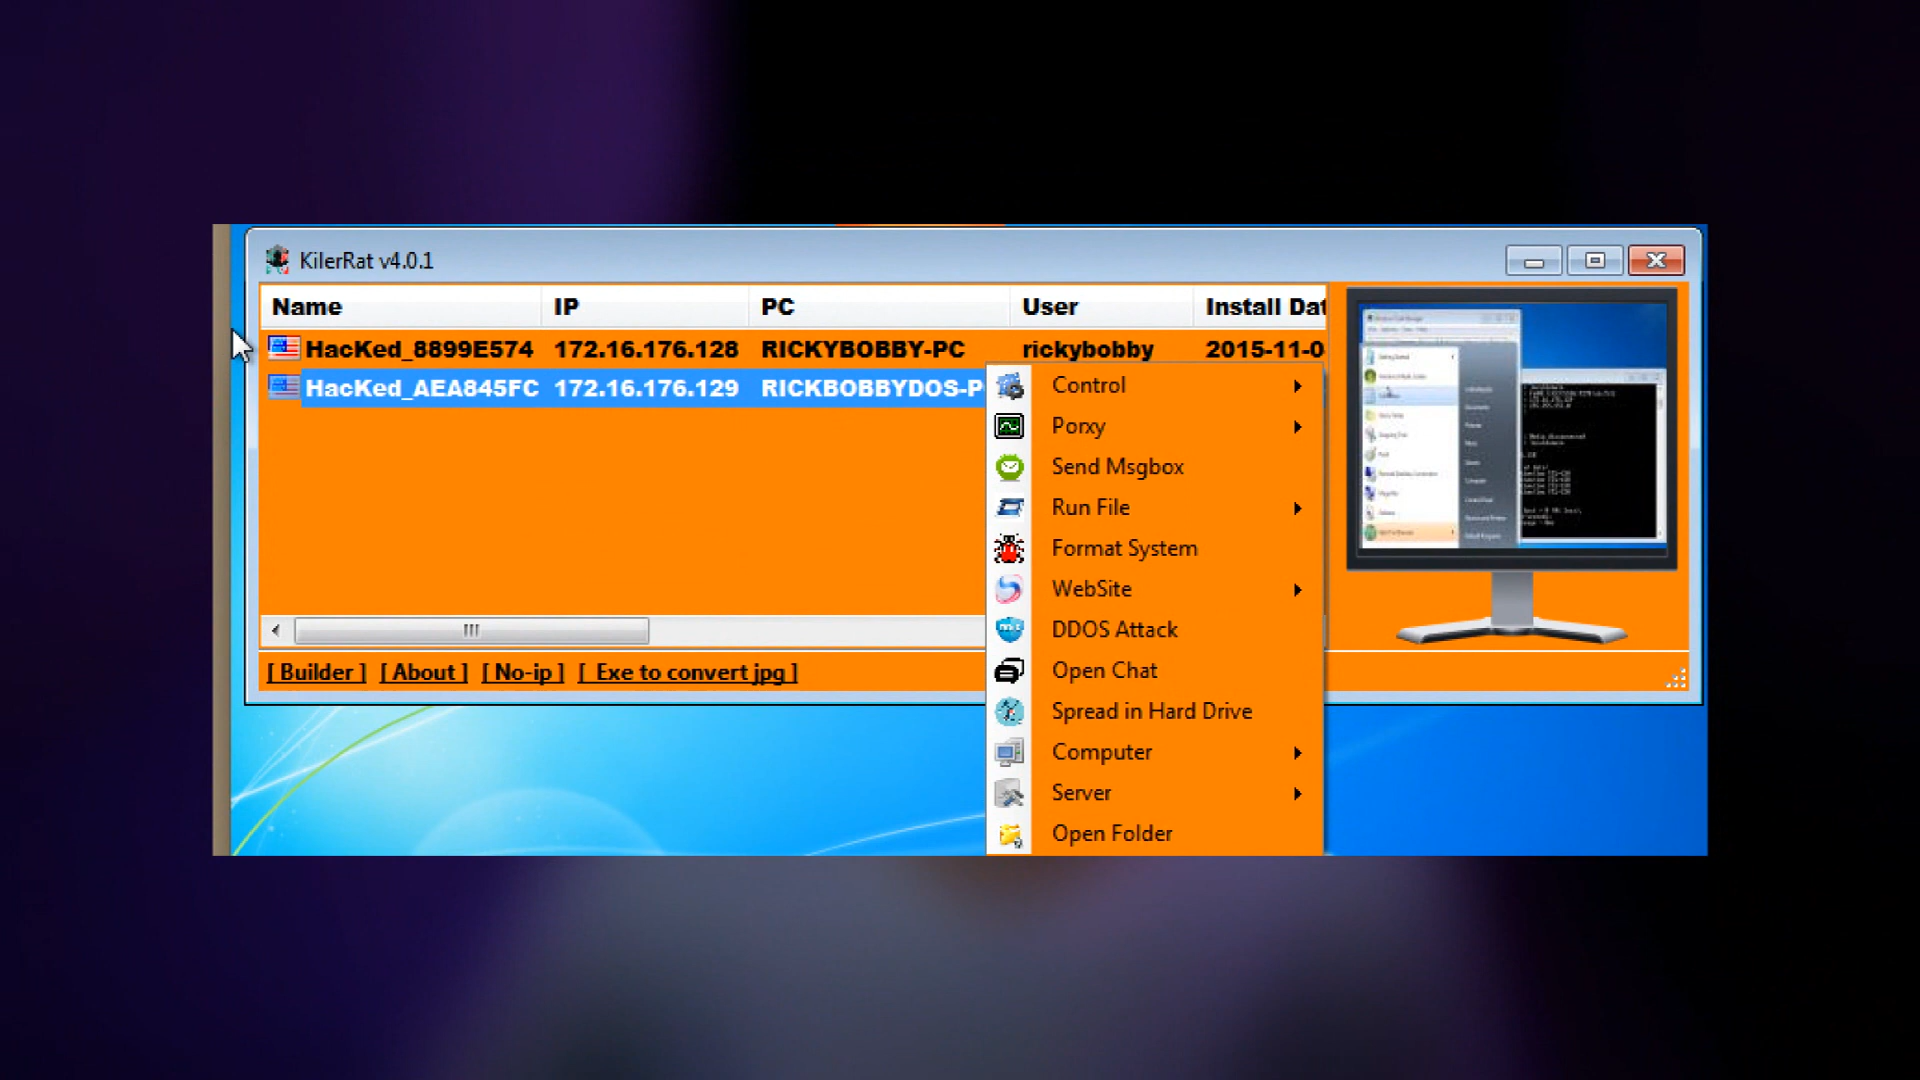 KilerRat v4.0.1
Name IP PC User Install Dat
HacKed_8899E574 172.16.176.128 RICKYBOBBY-PC rickybobby 2015-11-0
HacKed_AEA845FC 172.16.176.129 RICKBOBBYDOS-P
Control
Porxy
Send Msgbox
Run File
Format System
WebSite
DDOS Attack
Open Chat
Spread in Hard Drive
Computer
Server
Open Folder
[ Builder ] [ About ] [ No-ip ] [ Exe to convert jpg ]